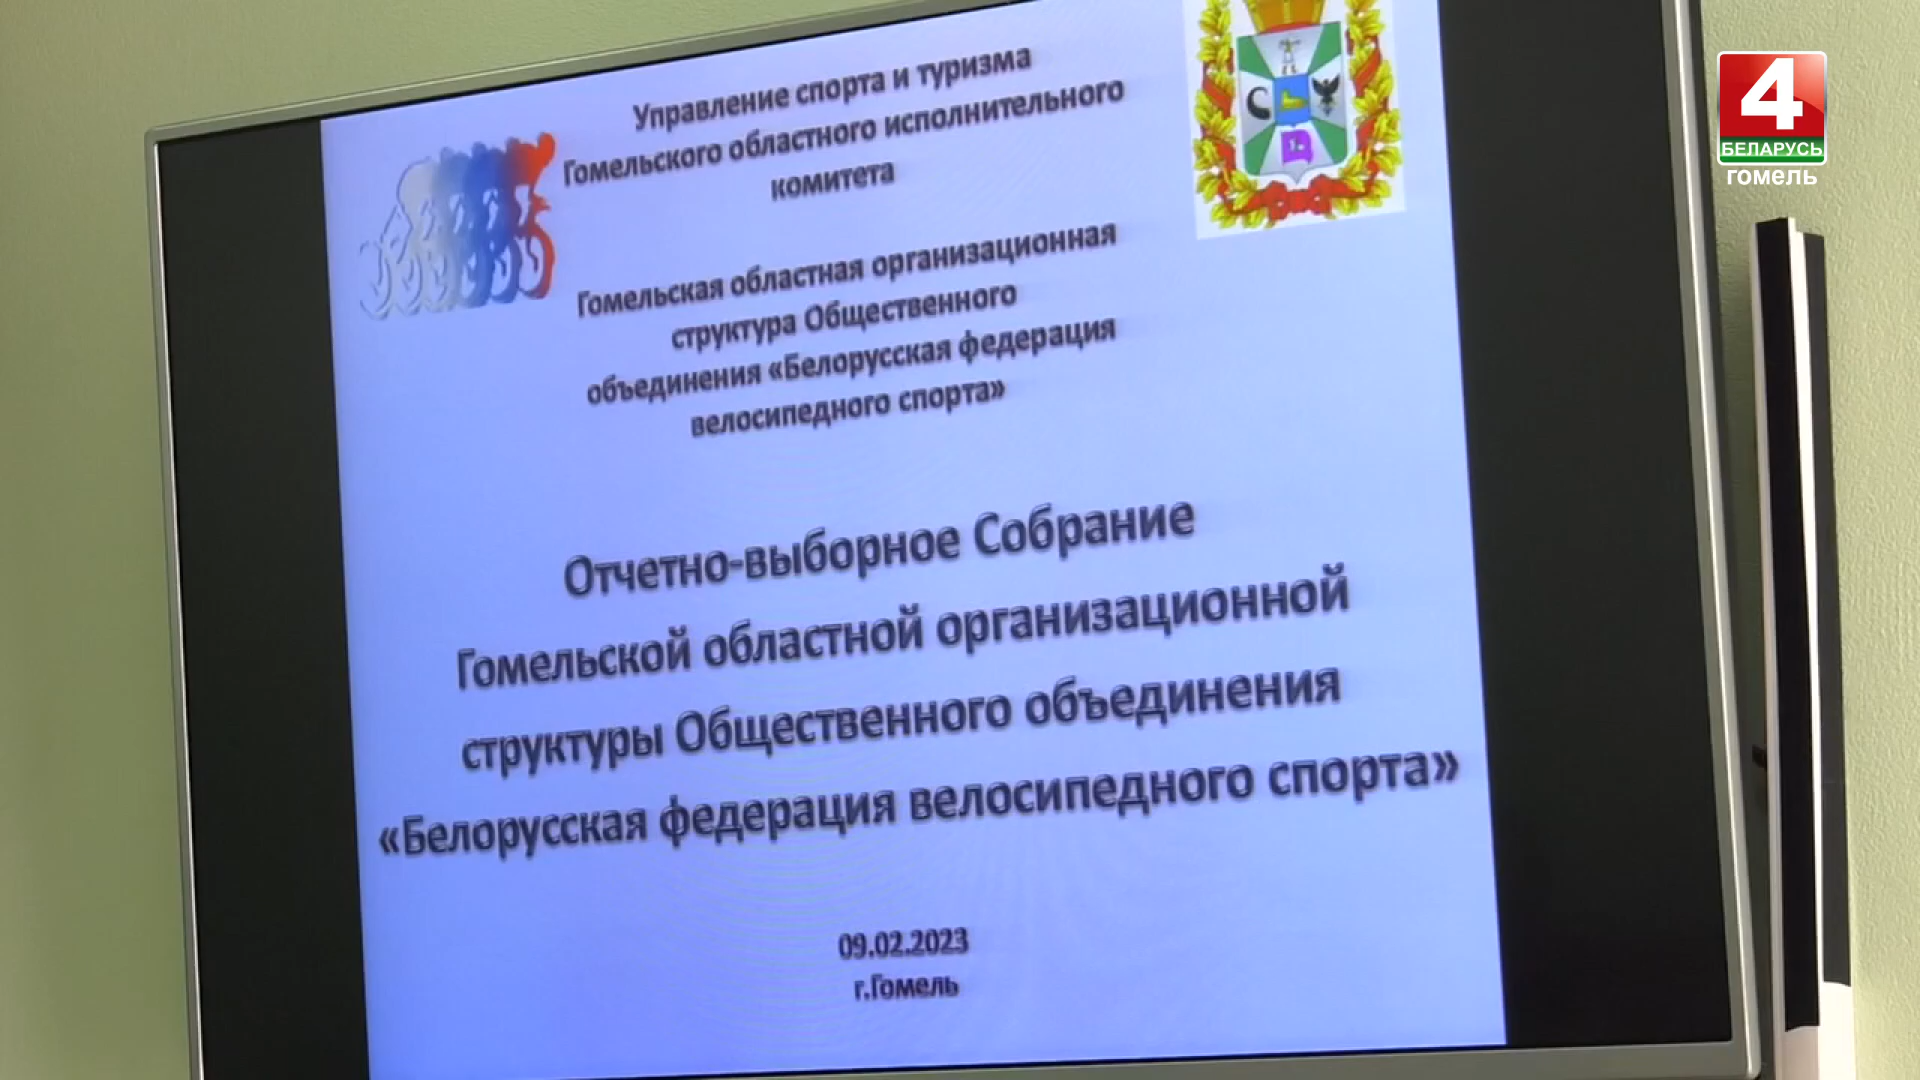 Управление спорта и туризма
Гомельского областного исполнительного
комитета
Гомельская областная организационная
структура Общественного
объединения «Белорусская федерация
велосипедного спорта»
Отчетно-выборное Собрание
Гомельской областной организационной
структуры Общественного объединения
«Белорусская федерация велосипедного спорта»
09.02.2023
г.Гомель
4
БЕЛАРУСЬ
гомель